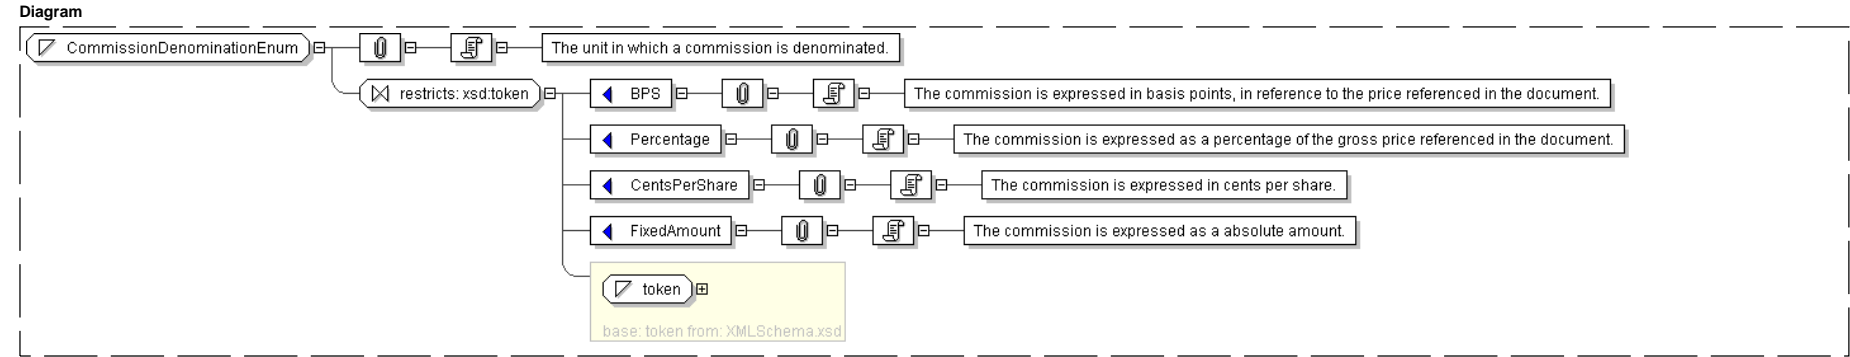 Diagram
CommissionDenominationEnum The unit in which a commission is denominated.
restricts: xsd:token BPS The commission is expressed in basis points, in reference to the price referenced in the document.
Percentage The commission is expressed as a percentage of the gross price referenced in the document.
CentsPerShare The commission is expressed in cents per share.
FixedAmount The commission is expressed as a absolute amount.
token
base: token from: XMLSchema.xsd